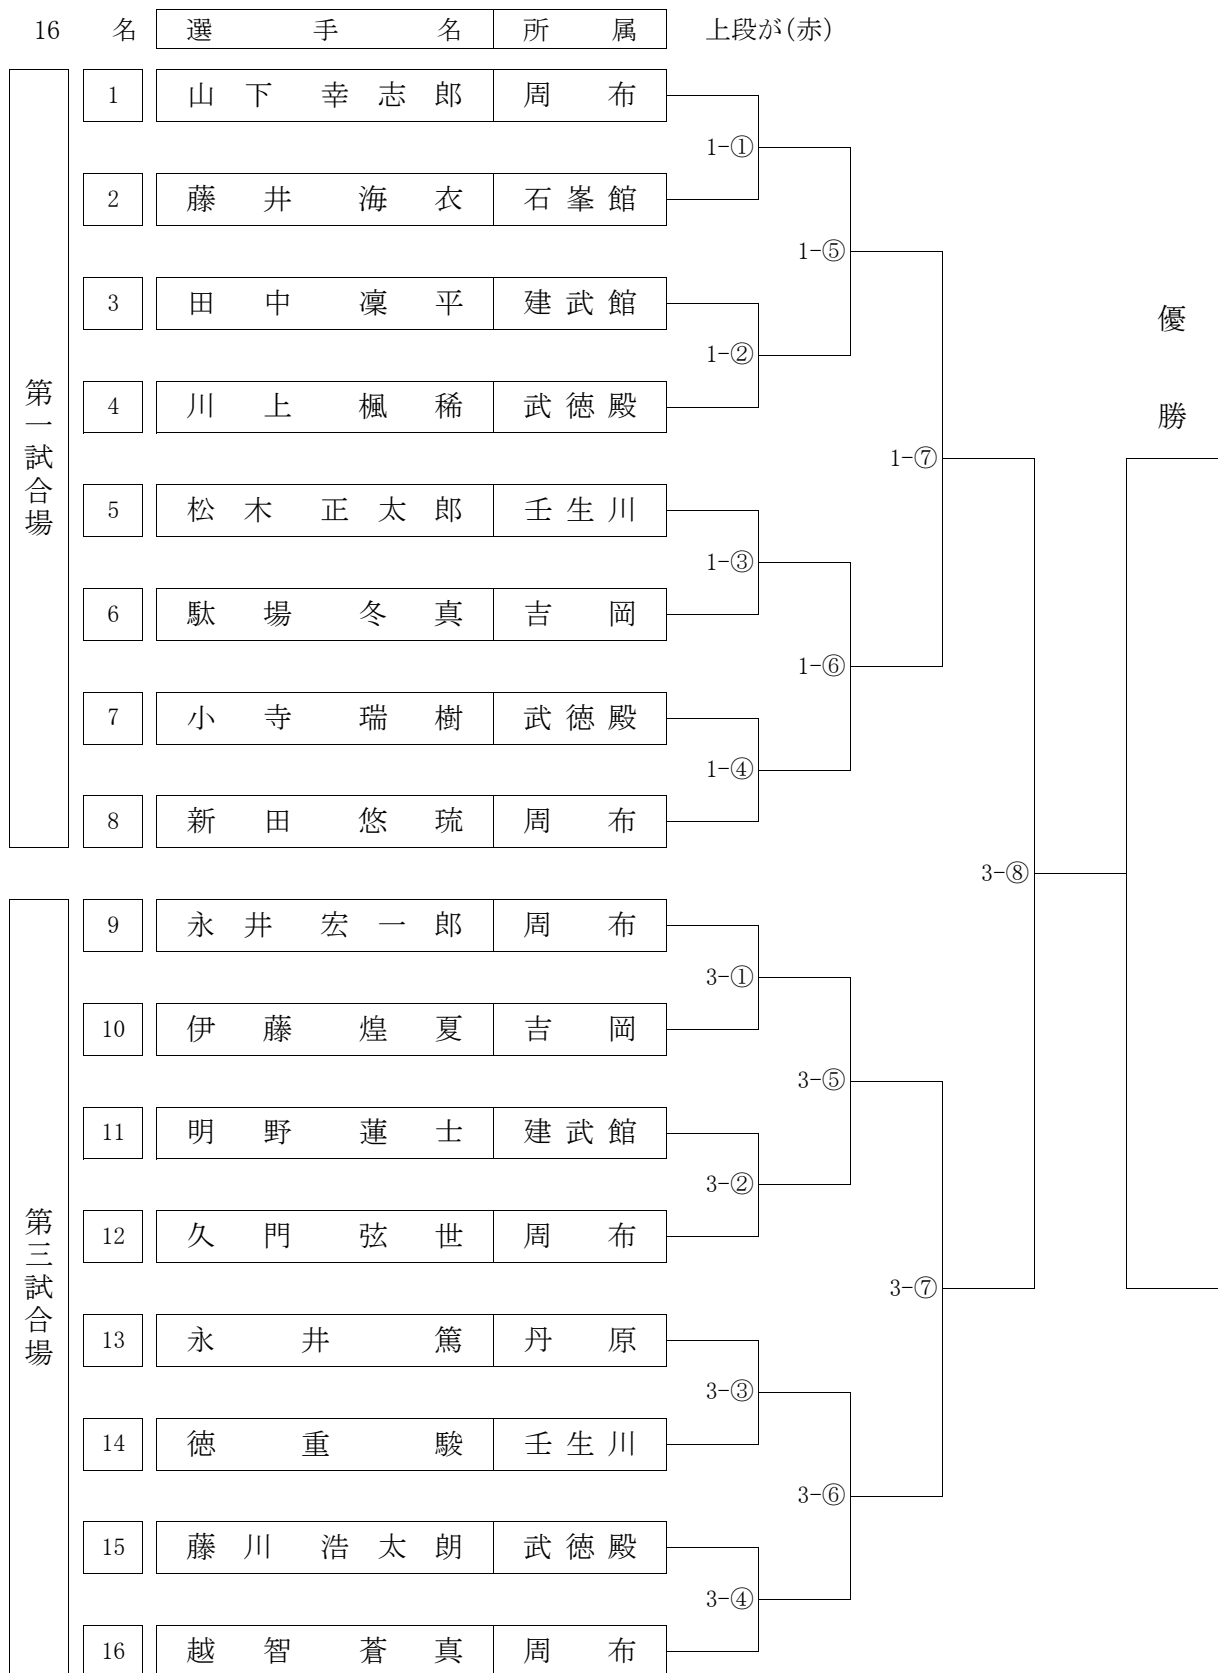 16 名 選手名 所属 上段が(赤)
1 山下 幸志郎 周布
1-①
2 藤井 海衣 石峯館
1-⑤
3 田中 凜平 建武館
優勝
1-②
4 川上 楓稀 武徳殿
第一試合場
1-⑦
5 松木 正太郎 壬生川
1-③
6 駄場 冬真 吉岡
1-⑥
7 小寺 瑞樹 武徳殿
1-④
8 新田 悠琉 周布
3-⑧
9 永井 宏一郎 周布
3-①
10 伊藤 煌夏 吉岡
3-⑤
11 明野 蓮士 建武館
3-②
12 久門 弦世 周布
第三試合場
3-⑦
13 永井 篤 丹原
3-③
14 徳重 駿 壬生川
3-⑥
15 藤川 浩太朗 武徳殿
3-④
16 越智 蒼真 周布